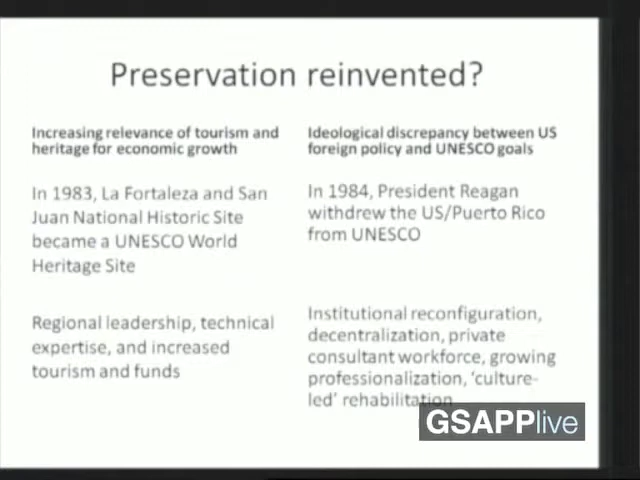 Preservation reinvented?
Increasing relevance of tourism and
heritage for economic growth
In 1983, La Fortaleza and San
Juan National Historic Site
became a UNESCO World
Heritage Site
Regional leadership, technical
expertise, and increased
tourism and funds
Ideological discrepancy between US
foreign policy and UNESCO goals
In 1984, President Reagan
withdrew the US/Puerto Rico
from UNESCO
Institutional reconfiguration,
decentralization, private
consultant workforce, growing
professionalization, 'culture-
led' rehabilitation
GSAPPlive